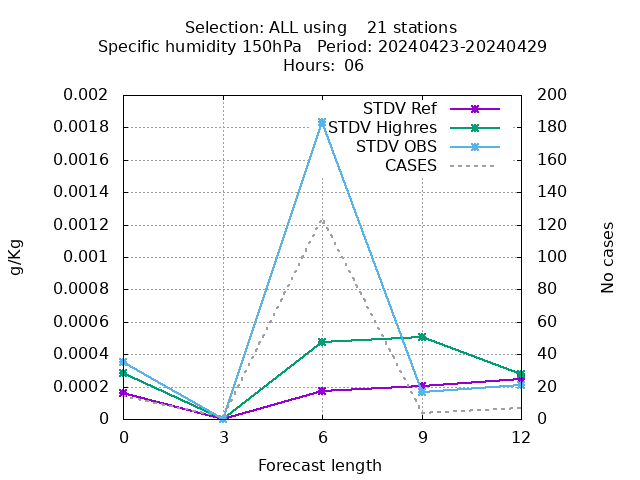 Selection: ALL using    21 stations
Specific humidity 150hPa   Period: 20240423-20240429
Hours:  06
STDV Ref
STDV Highres
STDV OBS
CASES
0.002
0.0018
0.0016
0.0014
0.0012
0.001
0.0008
0.0006
0.0004
0.0002
0
200
180
160
140
120
100
80
60
40
20
0
g/Kg
No cases
0 3 6 9 12
Forecast length